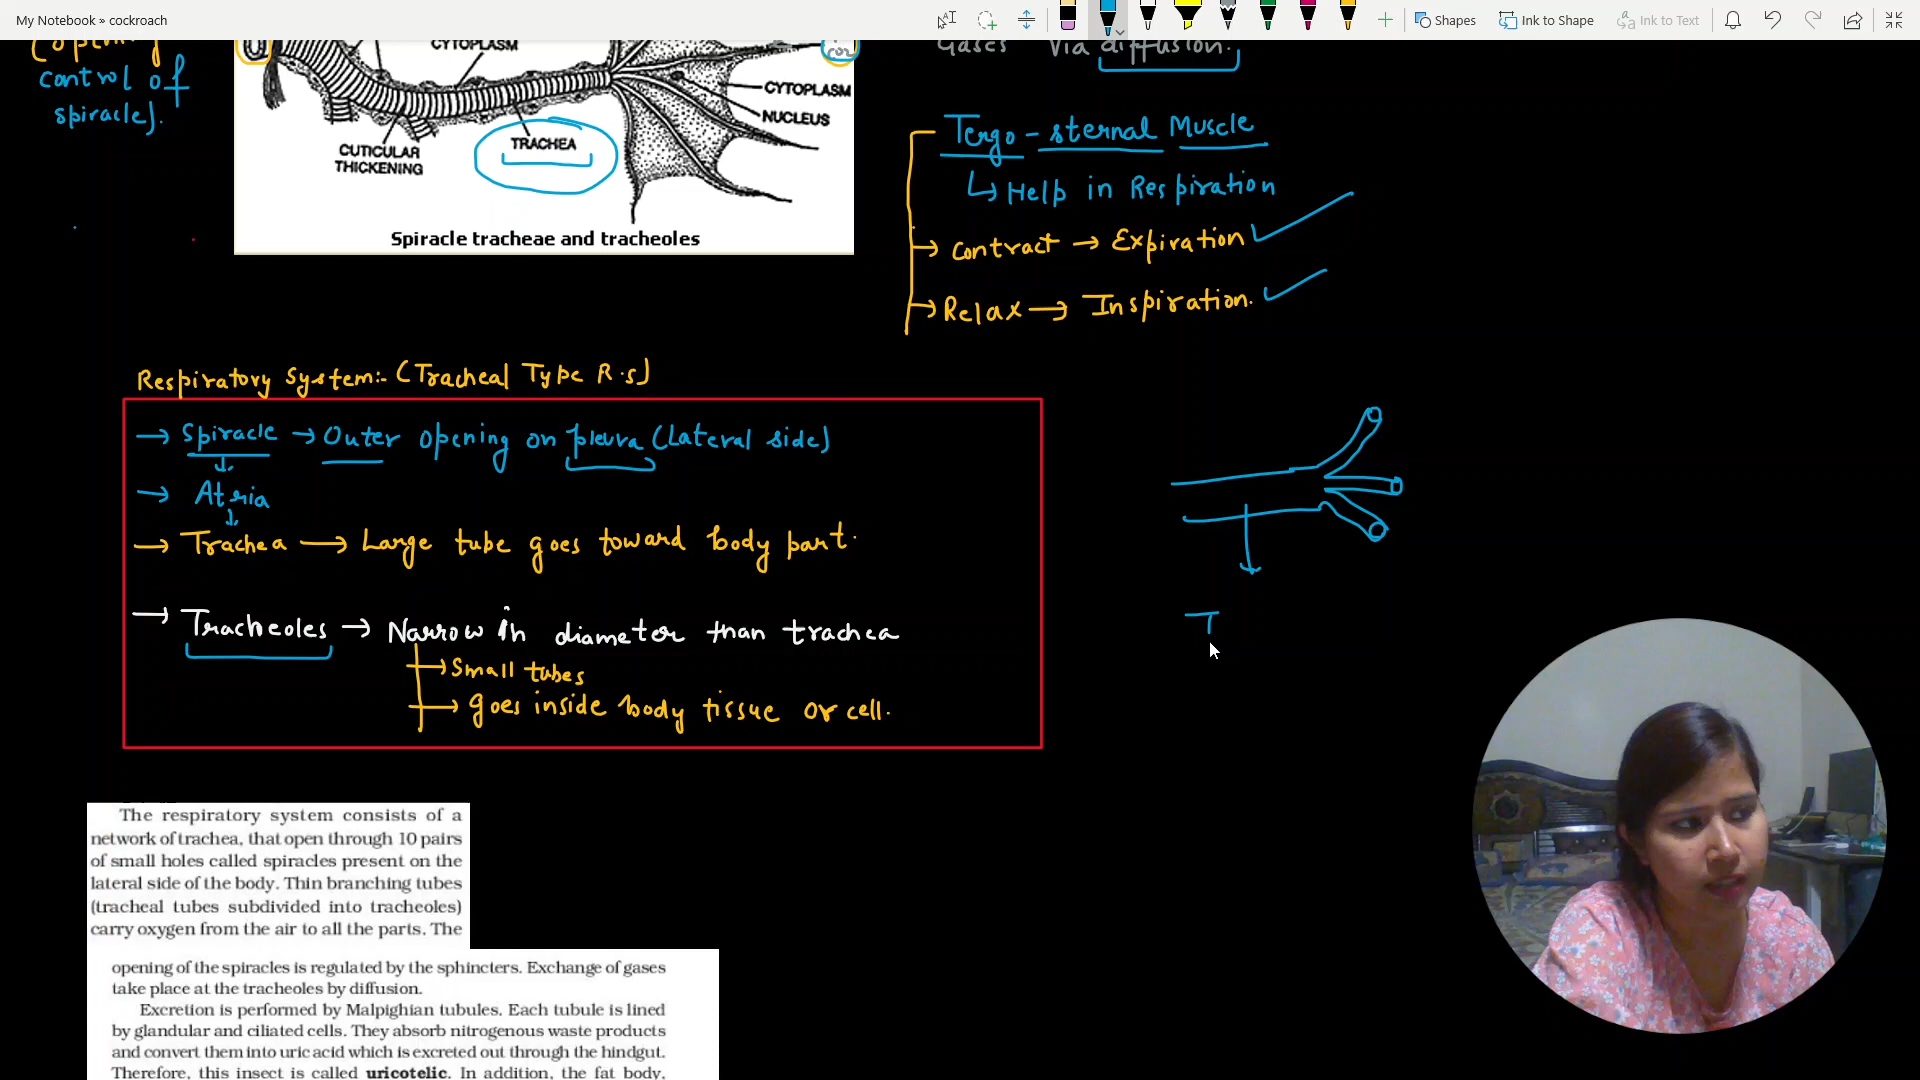 My Notebook » cockroach
Shapes
Ink to Shape
Ink to Text
control of
spiracle).
CYTOPLASM
CYTOPLASM
NUCLEUS
TRACHEA
CUTICULAR
THICKENING
Spiracle tracheae and tracheoles
Gases via diffusion.
Tergo - sternal Muscle
↳ Help in Respiration
→ Contract → Expiration
→ Relax → Inspiration.
Respiratory System:- (Tracheal Type R.s)
→ Spiracle → Outer opening on pleura (Lateral side)
→ Atria
→ Trachea → Large tube goes toward body part.
→ Tracheoles → Narrow in diameter than trachea
→ Small tubes
→ goes inside body tissue or cell.
T
The respiratory system consists of a
network of trachea, that open through 10 pairs
of small holes called spiracles present on the
lateral side of the body. Thin branching tubes
(tracheal tubes subdivided into tracheoles)
carry oxygen from the air to all the parts. The
opening of the spiracles is regulated by the sphincters. Exchange of gases
take place at the tracheoles by diffusion.
Excretion is performed by Malpighian tubules. Each tubule is lined
by glandular and ciliated cells. They absorb nitrogenous waste products
and convert them into uric acid which is excreted out through the hindgut.
Therefore, this insect is called uricotelic. In addition, the fat body,